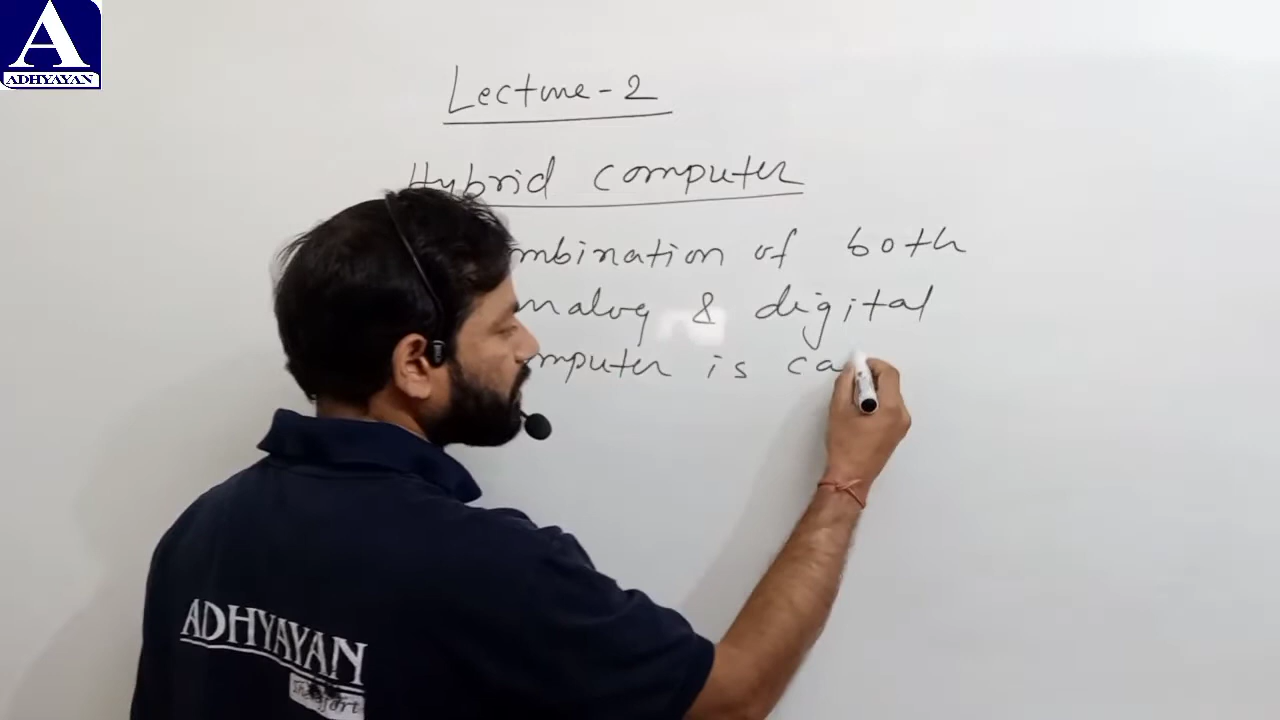 A
ADHYAYAN
Lecture-2
Hybrid computer
mbination of both
nalog & digital
mputer is ca
ADHYAYAN